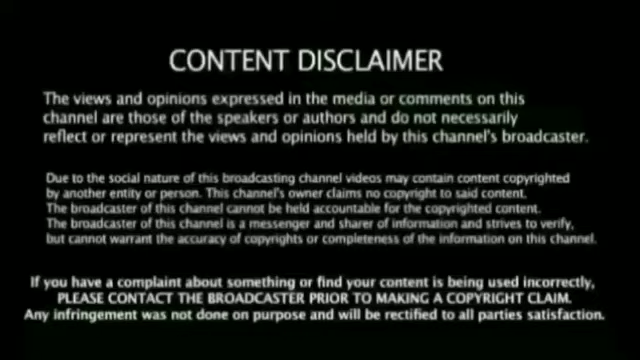 CONTENT DISCLAIMER
The views and opinions expressed in the media or comments on this
channel are those of the speakers or authors and do not necessarily
reflect or represent the views and opinions held by this channel's broadcaster.
Due to the social nature of this broadcasting channel videos may contain content copyrighted
by another entity or person. This channel's owner claims no copyright to said content.
The broadcaster of this channel cannot be held accountable for the copyrighted content.
The broadcaster of this channel is a messenger and sharer of information and strives to verify,
but cannot warrant the accuracy of copyrights or completeness of the information on this channel.
If you have a complaint about something or find your content is being used incorrectly,
PLEASE CONTACT THE BROADCASTER PRIOR TO MAKING A COPYRIGHT CLAIM.
Any infringement was not done on purpose and will be rectified to all parties satisfaction.